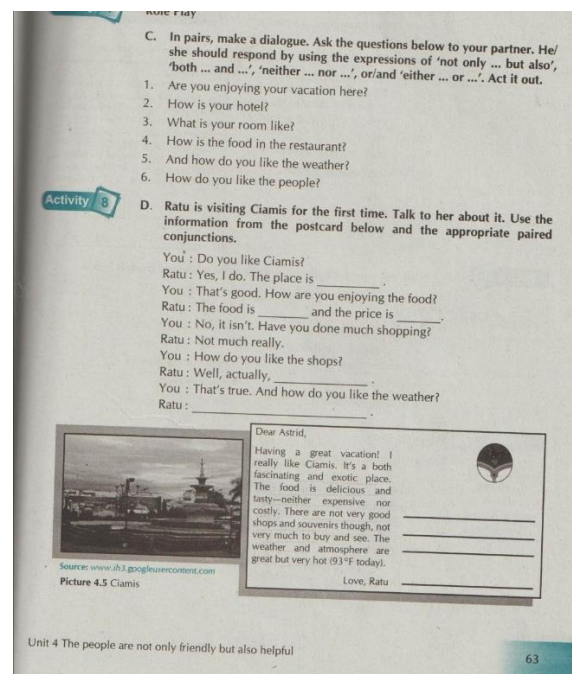 Role Play
C. In pairs, make a dialogue. Ask the questions below to your partner. He/
she should respond by using the expressions of ‘not only ... but also’,
‘both ... and ...’, ‘neither ... nor ...’, or/and ‘either ... or ...’. Act it out.
1. Are you enjoying your vacation here?
2. How is your hotel?
3. What is your room like?
4. How is the food in the restaurant?
5. And how do you like the weather?
6. How do you like the people?
Activity 8
D. Ratu is visiting Ciamis for the first time. Talk to her about it. Use the
information from the postcard below and the appropriate paired
conjunctions.
You : Do you like Ciamis?
Ratu : Yes, I do. The place is ________ .
You : That’s good. How are you enjoying the food?
Ratu : The food is ________ and the price is ________.
You : No, it isn’t. Have you done much shopping?
Ratu : Not much really.
You : How do you like the shops?
Ratu : Well, actually, ________ .
You : That’s true. And how do you like the weather?
Ratu : ________ .
Dear Astrid,
Having a great vacation! I
really like Ciamis. It’s a both
fascinating and exotic place.
The food is delicious and
tasty—neither expensive nor
costly. There are not very good
shops and souvenirs though, not
very much to buy and see. The
weather and atmosphere are
great but very hot (93°F today).
Love, Ratu
Source: www.ih3.googleusercontent.com
Picture 4.5 Ciamis
Unit 4 The people are not only friendly but also helpful
63